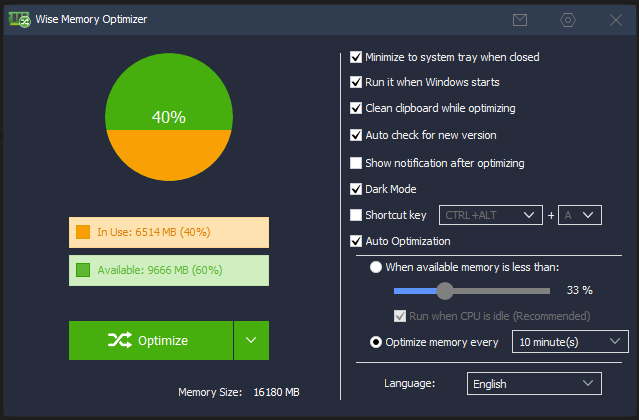 Wise Memory Optimizer
40%
In Use: 6514 MB (40%)
Available: 9666 MB (60%)
Optimize
Memory Size: 16180 MB
Minimize to system tray when closed
Run it when Windows starts
Clean clipboard while optimizing
Auto check for new version
Show notification after optimizing
Dark Mode
Shortcut key CTRL+ALT + A
Auto Optimization
When available memory is less than:
33 %
Run when CPU is idle (Recommended)
Optimize memory every 10 minute(s)
Language: English